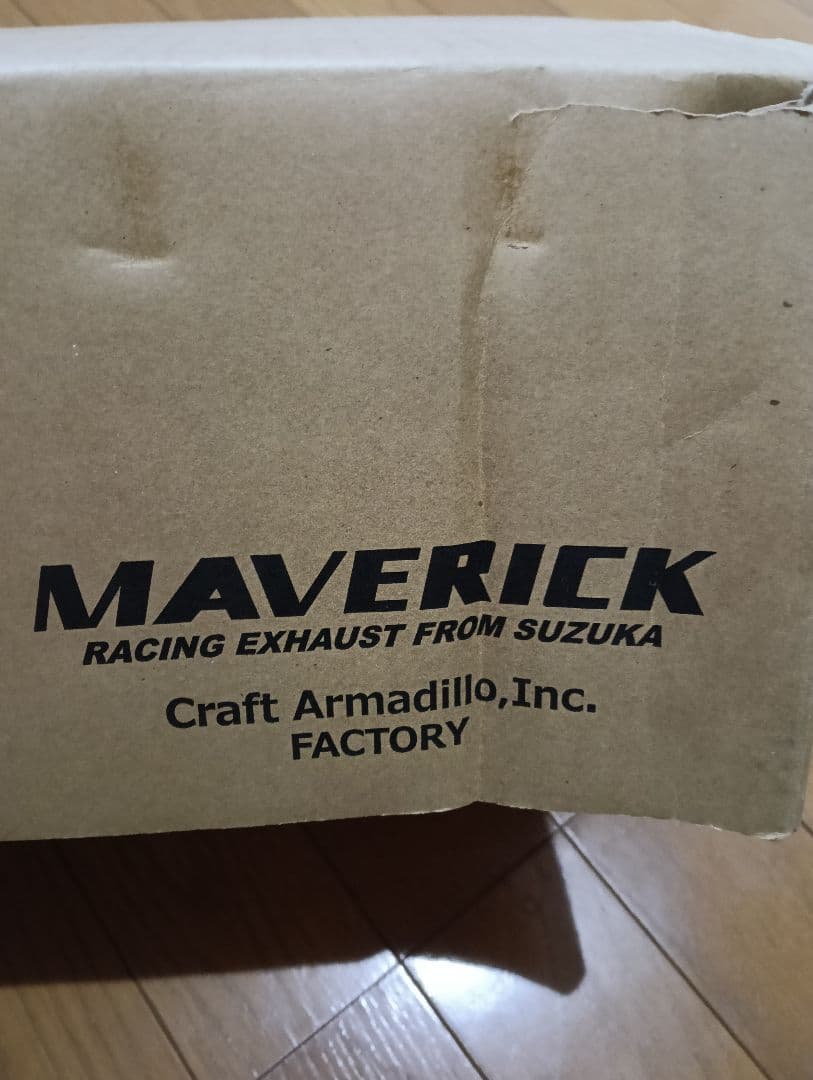 MAVERICK
RACING EXHAUST FROM SUZUKA
Craft Armadillo,Inc.
FACTORY